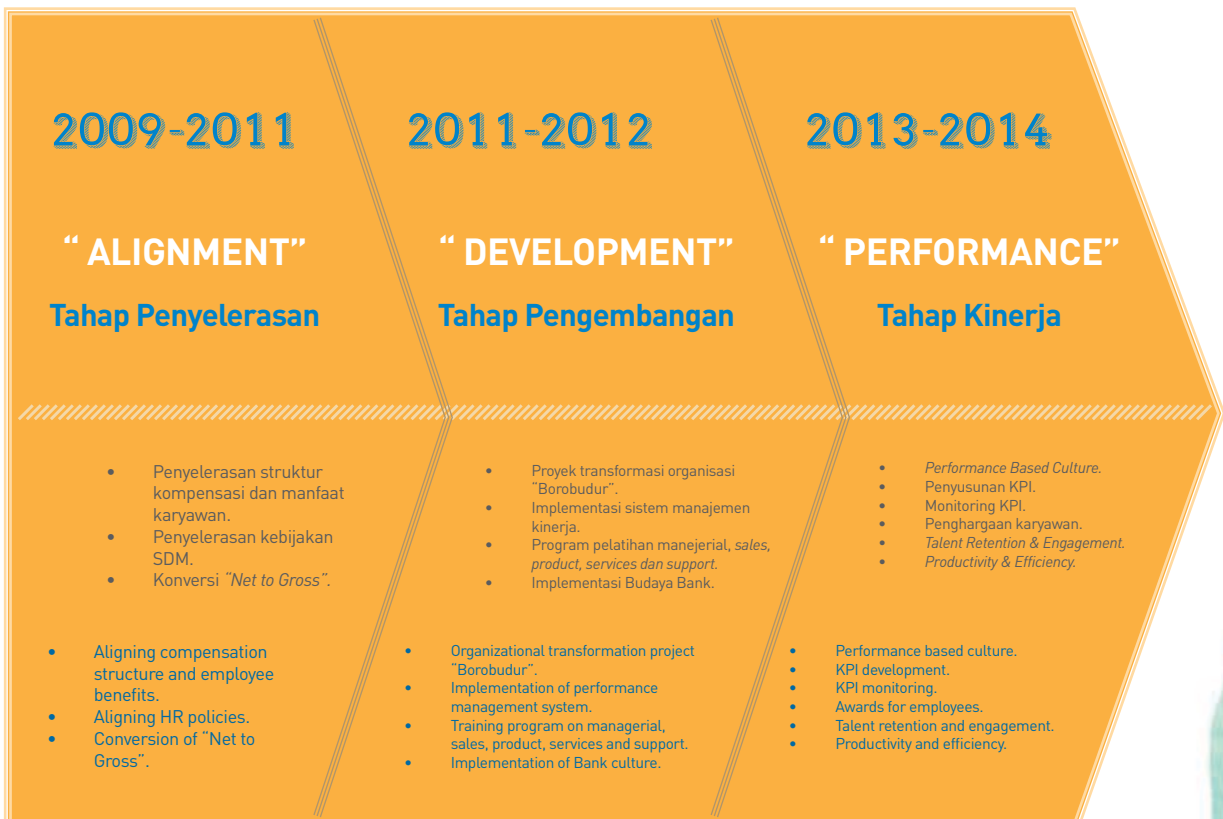 2009-2011
“ ALIGNMENT”
Tahap Penyelerasan
• Penyelerasan struktur
kompensasi dan manfaat
karyawan.
• Penyelerasan kebijakan
SDM.
• Konversi “Net to Gross”.
• Aligning compensation
structure and employee
benefits.
• Aligning HR policies.
• Conversion of “Net to
Gross”.
2011-2012
“ DEVELOPMENT”
Tahap Pengembangan
• Proyek transformasi organisasi
“Borobudur”.
• Implementasi sistem manajemen
kinerja.
• Program pelatihan manejerial, sales,
product, services dan support.
• Implementasi Budaya Bank.
• Organizational transformation project
“Borobudur”.
• Implementation of performance
management system.
• Training program on managerial,
sales, product, services and support.
• Implementation of Bank culture.
2013-2014
“ PERFORMANCE”
Tahap Kinerja
• Performance Based Culture.
• Penyusunan KPI.
• Monitoring KPI.
• Penghargaan karyawan.
• Talent Retention & Engagement.
• Productivity & Efficiency.
• Performance based culture.
• KPI development.
• KPI monitoring.
• Awards for employees.
• Talent retention and engagement.
• Productivity and efficiency.